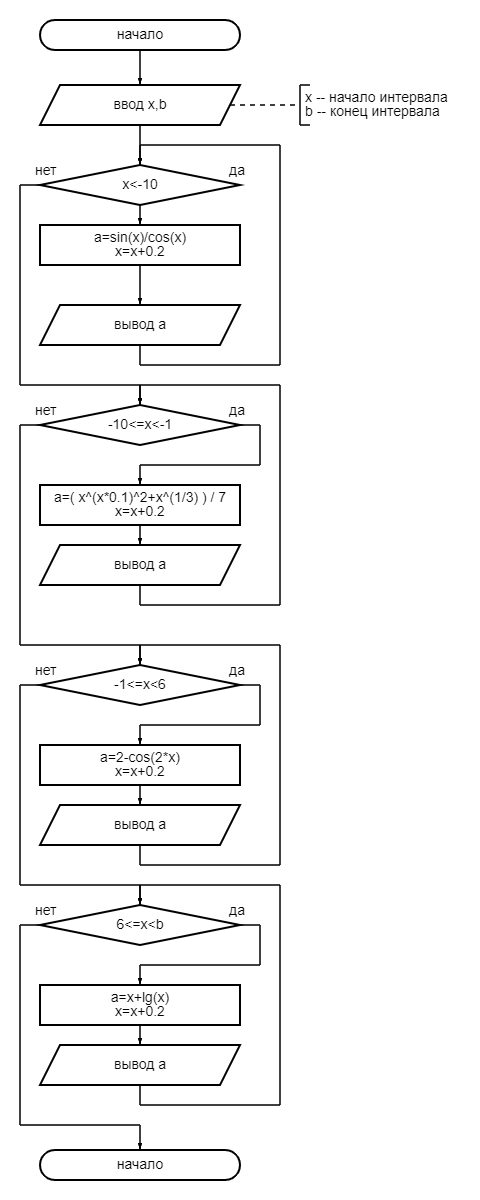 начало
ввод x,b
x -- начало интервала
b -- конец интервала
нет
да
x<-10
a=sin(x)/cos(x)
x=x+0.2
вывод a
нет
да
-10<=x<-1
a=( x^(x*0.1)^2+x^(1/3) ) / 7
x=x+0.2
вывод a
нет
да
-1<=x<6
a=2-cos(2*x)
x=x+0.2
вывод a
нет
да
6<=x<b
a=x+lg(x)
x=x+0.2
вывод a
начало